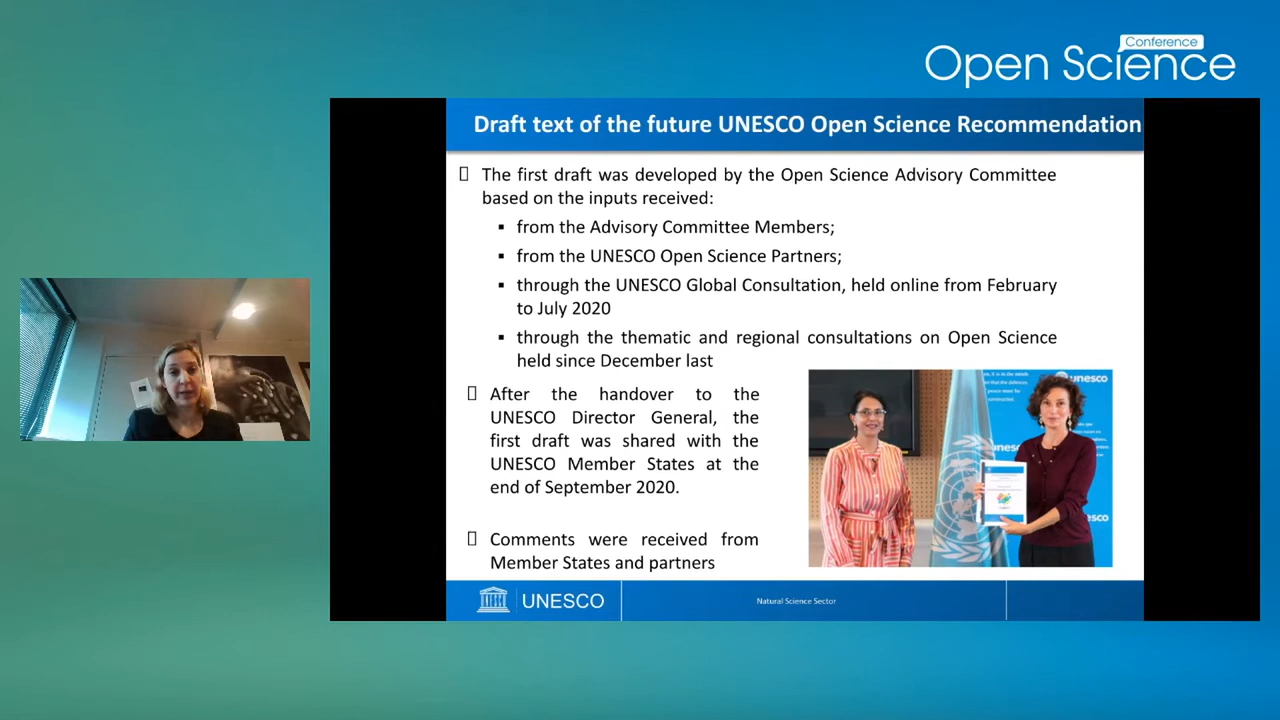 Conference
Open Science
Draft text of the future UNESCO Open Science Recommendation
The first draft was developed by the Open Science Advisory Committee
based on the inputs received:
from the Advisory Committee Members;
from the UNESCO Open Science Partners;
through the UNESCO Global Consultation, held online from February
to July 2020
through the thematic and regional consultations on Open Science
held since December last
After the handover to the
UNESCO Director General, the
first draft was shared with the
UNESCO Member States at the
end of September 2020.
Comments were received from
Member States and partners
unesco
unesco
UNESCO
Natural Science Sector